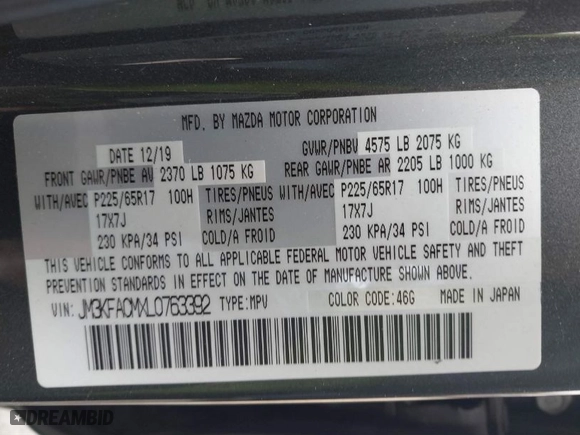 MFD. BY MAZDA MOTOR CORPORATION
DATE 12/19 GVWR/PNBV 4575 LB 2075 KG
FRONT GAWR/PNBE AV 2370 LB 1075 KG REAR GAWR/PNBE AR 2205 LB 1000 KG
WITH/AVEC P225/65R17 100H TIRES/PNEUS WITH/AVEC P225/65R17 100H TIRES/PNEUS
17X7J RIMS/JANTES 17X7J RIMS/JANTES
230 KPA/34 PSI COLD/A FROID 230 KPA/34 PSI COLD/A FROID
THIS VEHICLE CONFORMS TO ALL APPLICABLE FEDERAL MOTOR VEHICLE SAFETY AND THEFT
PREVENTION STANDARDS IN EFFECT ON THE DATE OF MANUFACTURE SHOWN ABOVE.
VIN: JM3KFACMXL0763392 TYPE:MPV COLOR CODE:46G MADE IN JAPAN
DREAMBID